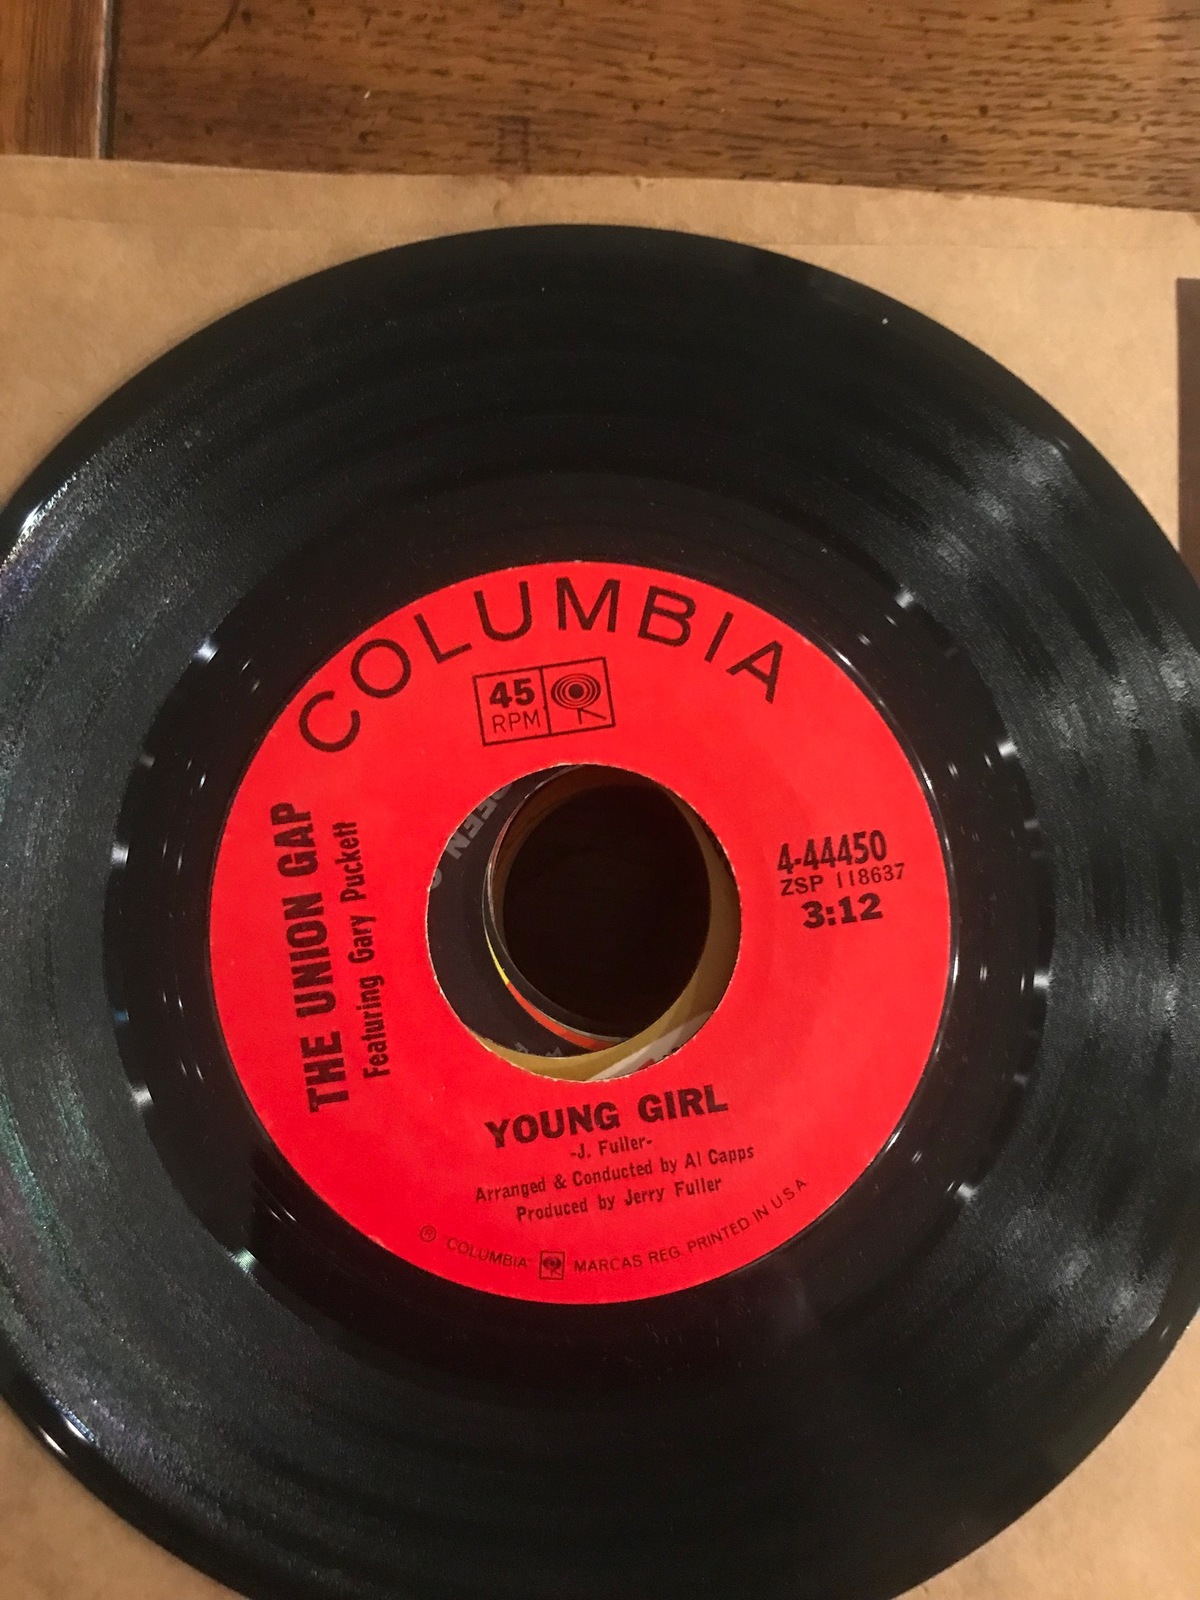 COLUMBIA
45
RPM
THE UNION GAP
Featuring Gary Puckett
4-44450
ZSP 118637
3:12
YOUNG GIRL
-J. Fuller-
Arranged & Conducted by Al Capps
Produced by Jerry Fuller
® COLUMBIA MARCAS REG. PRINTED IN U.S.A